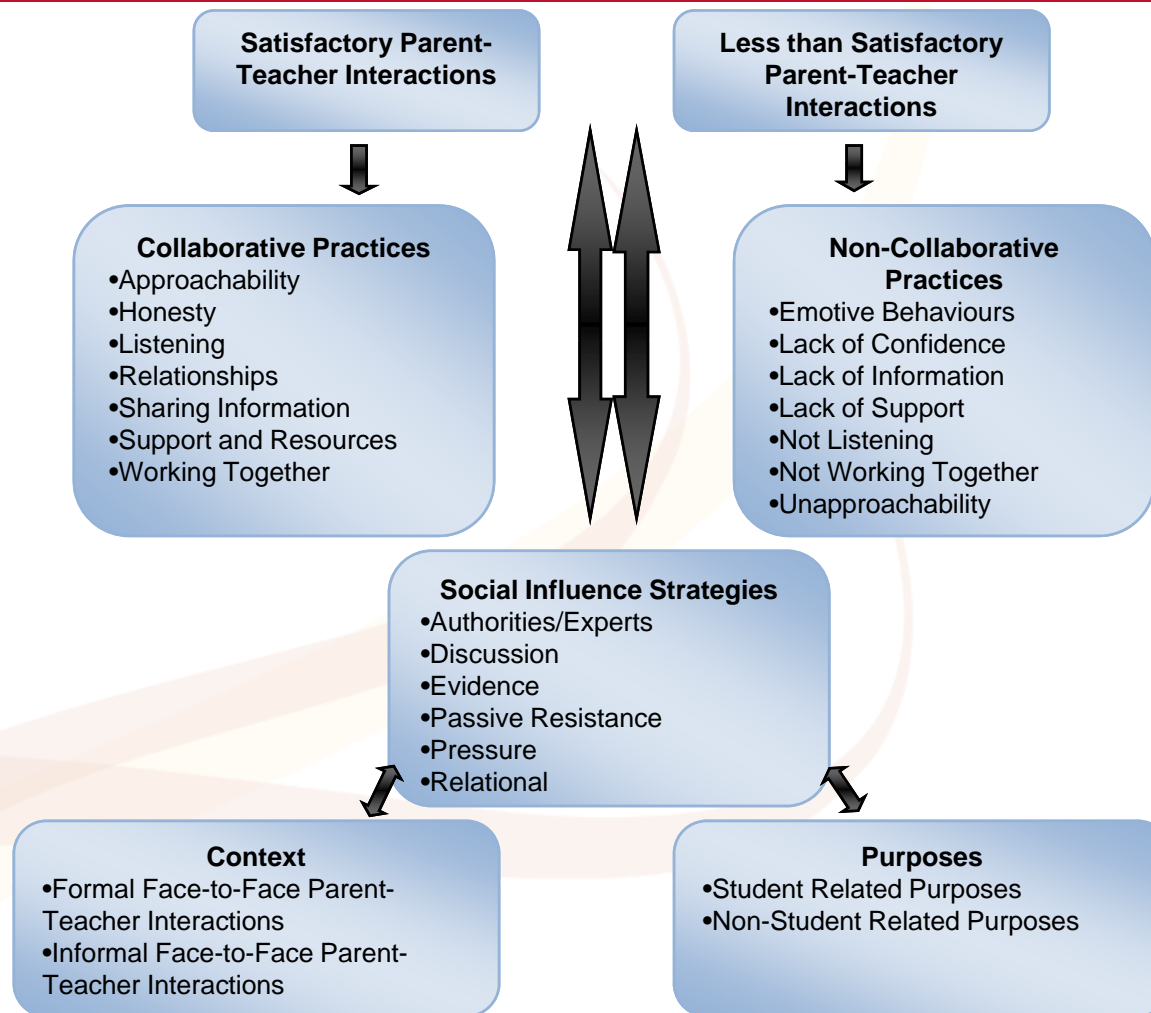 Satisfactory Parent-
Teacher Interactions
Less than Satisfactory
Parent-Teacher
Interactions
Collaborative Practices
•Approachability
•Honesty
•Listening
•Relationships
•Sharing Information
•Support and Resources
•Working Together
Non-Collaborative
Practices
•Emotive Behaviours
•Lack of Confidence
•Lack of Information
•Lack of Support
•Not Listening
•Not Working Together
•Unapproachability
Social Influence Strategies
•Authorities/Experts
•Discussion
•Evidence
•Passive Resistance
•Pressure
•Relational
Context
•Formal Face-to-Face Parent-
Teacher Interactions
•Informal Face-to-Face Parent-
Teacher Interactions
Purposes
•Student Related Purposes
•Non-Student Related Purposes